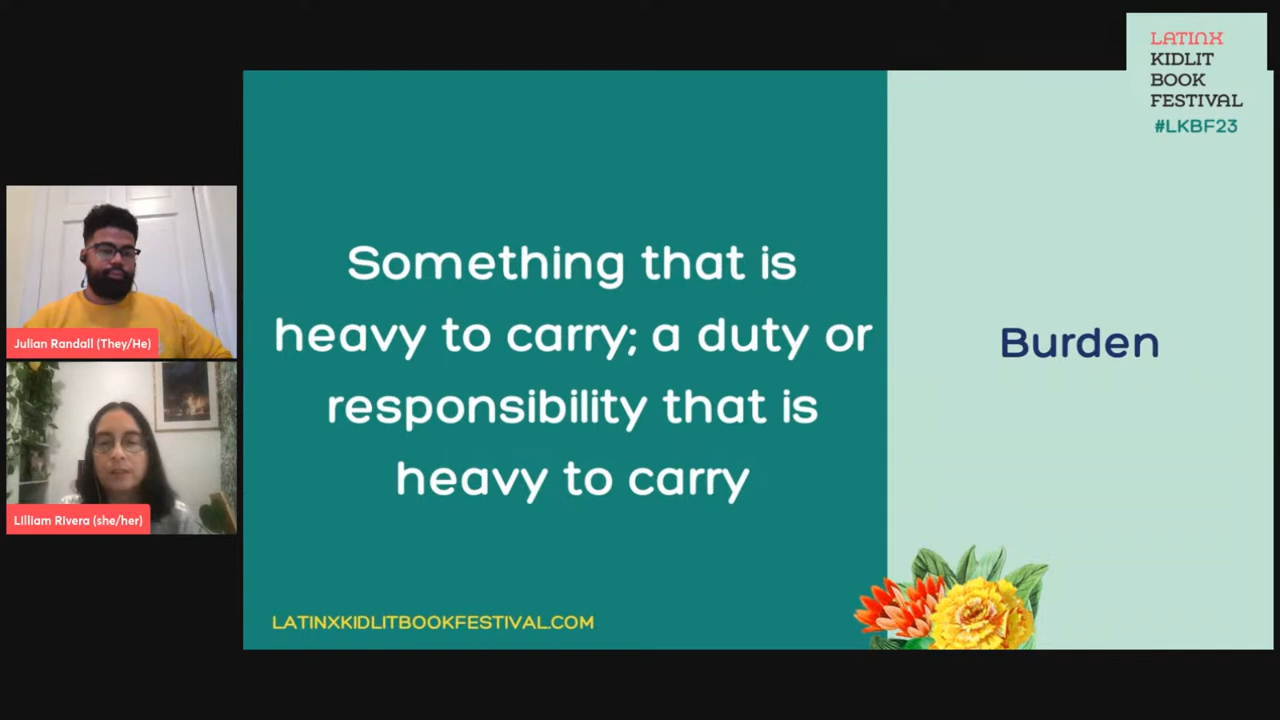 LATINX
KIDLIT
BOOK
FESTIVAL
#LKBF23
Something that is
heavy to carry; a duty or
responsibility that is
heavy to carry
Burden
Julian Randall (They/He)
Lilliam Rivera (she/her)
LATINXKIDLITBOOKFESTIVAL.COM